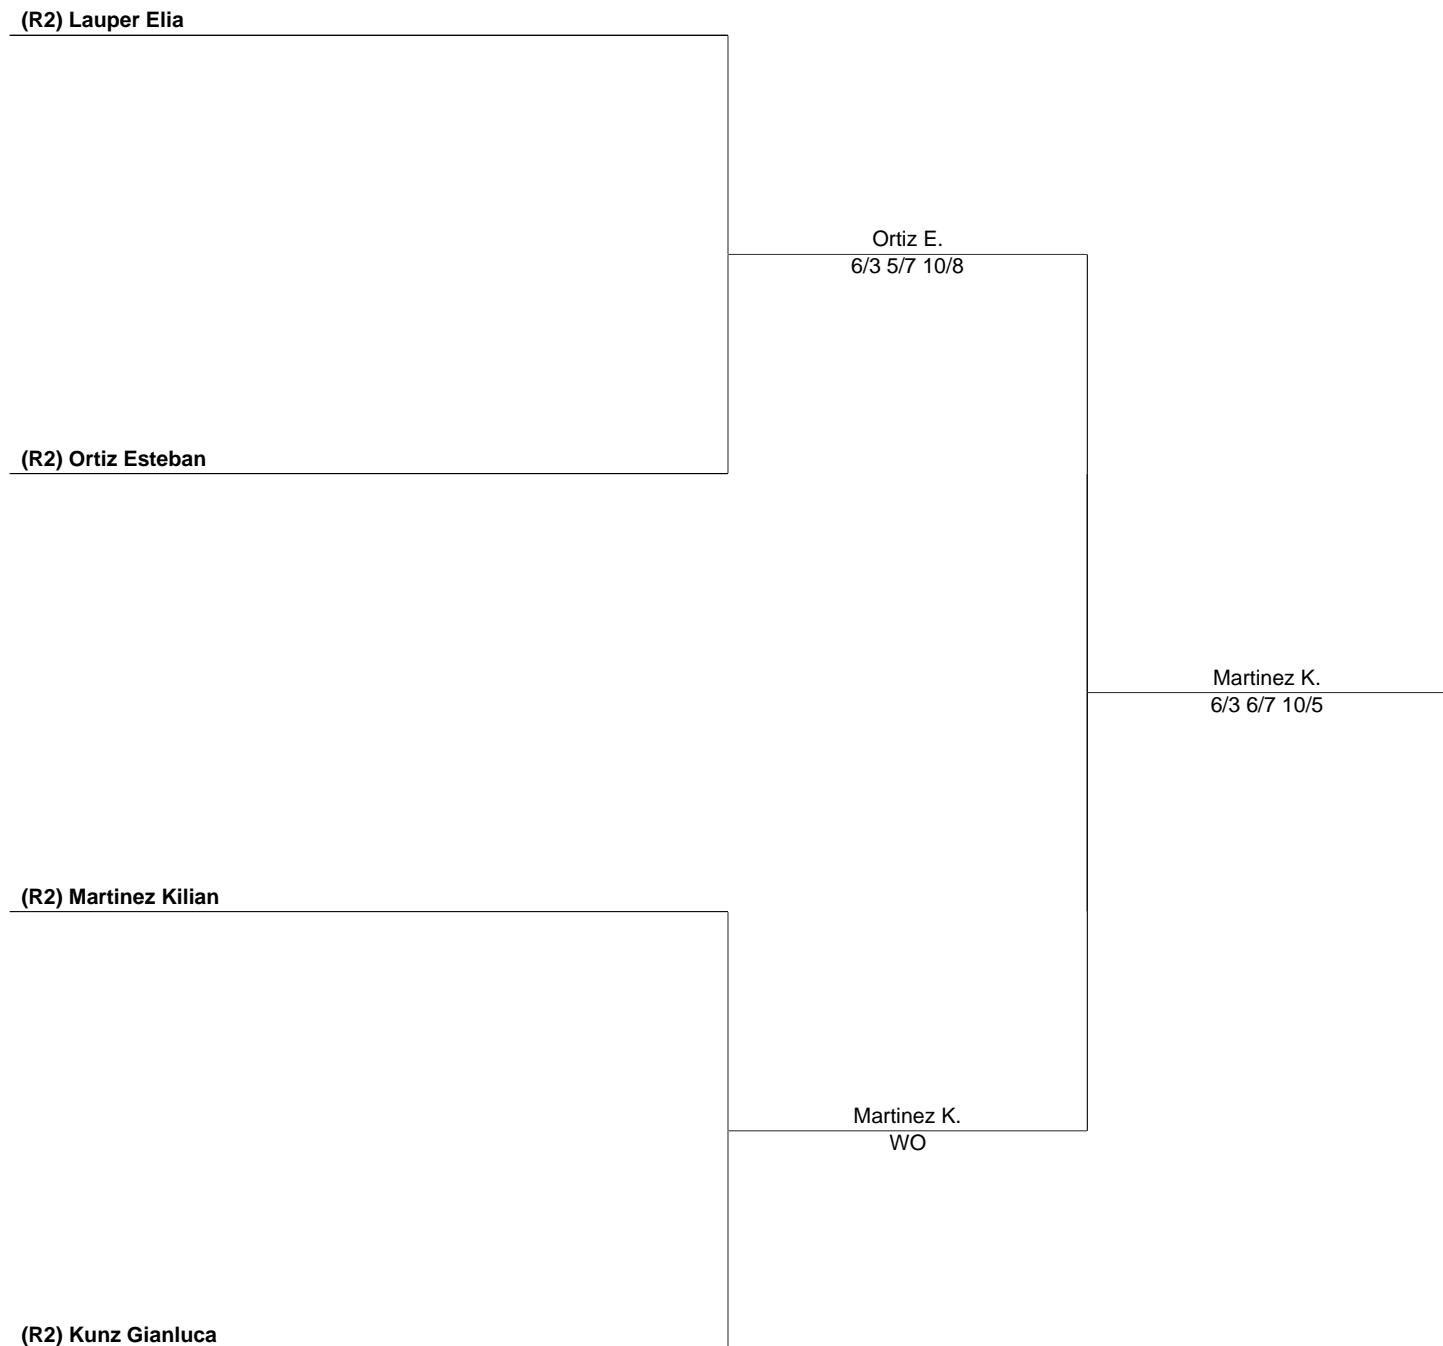 (R2) Lauper Elia
Ortiz E.
6/3 5/7 10/8
(R2) Ortiz Esteban
Martinez K.
6/3 6/7 10/5
(R2) Martinez Kilian
Martinez K.
WO
(R2) Kunz Gianluca